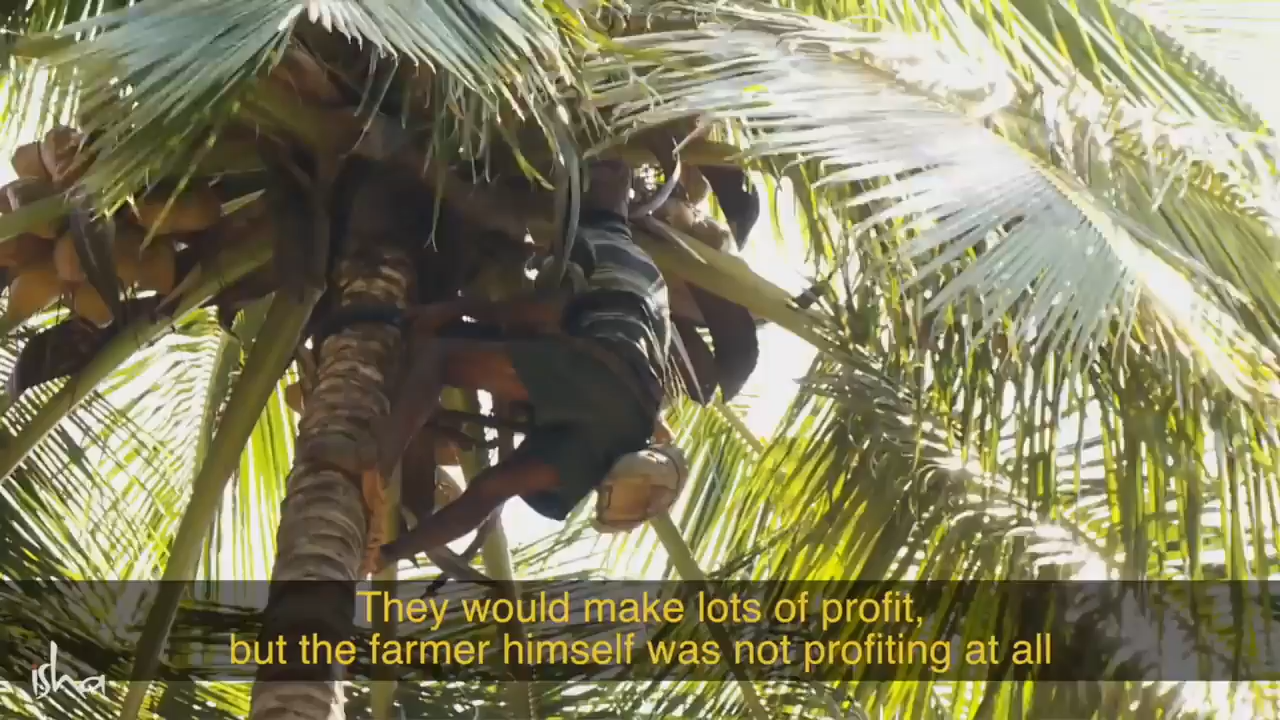 They would make lots of profit,
but the farmer himself was not profiting at all
isha